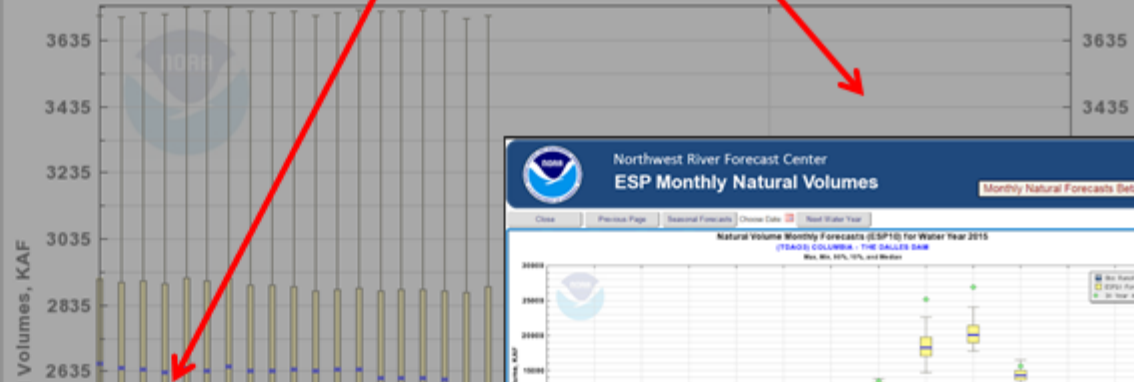 3635
3635
NOAA
3435
3435
Northwest River Forecast Center
NOAA
ESP Monthly Natural Volumes
Monthly Natural Forecasts Bet
3235
Close
Previous Page
Seasonal Forecasts
Choose Date
Next Water Year
Natural Volume Monthly Forecasts (ESP10) for Water Year 2015
3035
(TDAO3) COLUMBIA - THE DALLES DAM
Max, Min, 90%, 10%, and Median
30000
25000
2835
20000
15000
2635
Volumes, KAF